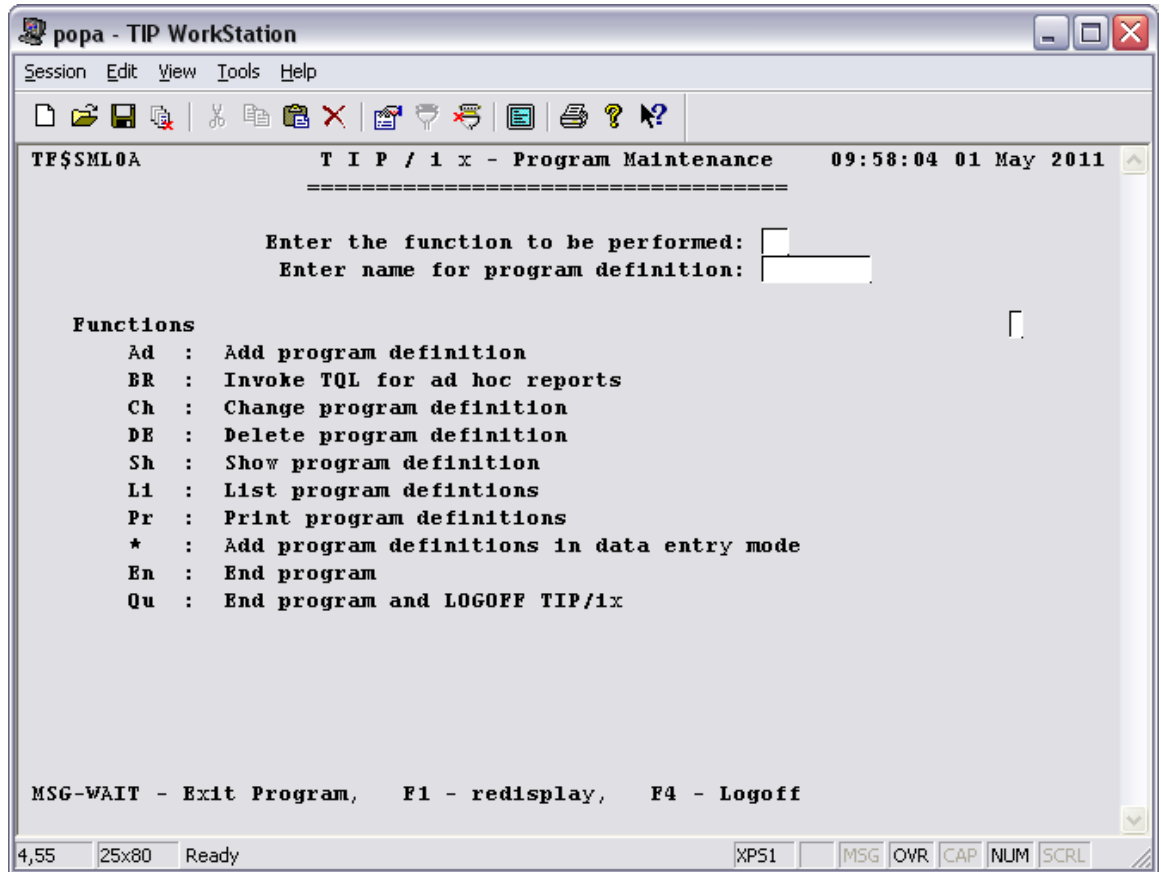 popa - TIP WorkStation
Session Edit View Tools Help
TF$SML0A T I P / i x - Program Maintenance 09:58:04 01 May 2011
===================================
Enter the function to be performed:
Enter name for program definition:
Functions
Ad : Add program definition
BR : Invoke TQL for ad hoc reports
Ch : Change program definition
DE : Delete program definition
Sh : Show program definition
Li : List program defintions
Pr : Print program definitions
* : Add program definitions in data entry mode
En : End program
Qu : End program and LOGOFF TIP/ix
MSG-WAIT - Exit Program, F1 - redisplay, F4 - Logoff
4,55 25x80 Ready XPS1 MSG OVR CAP NUM SCRL